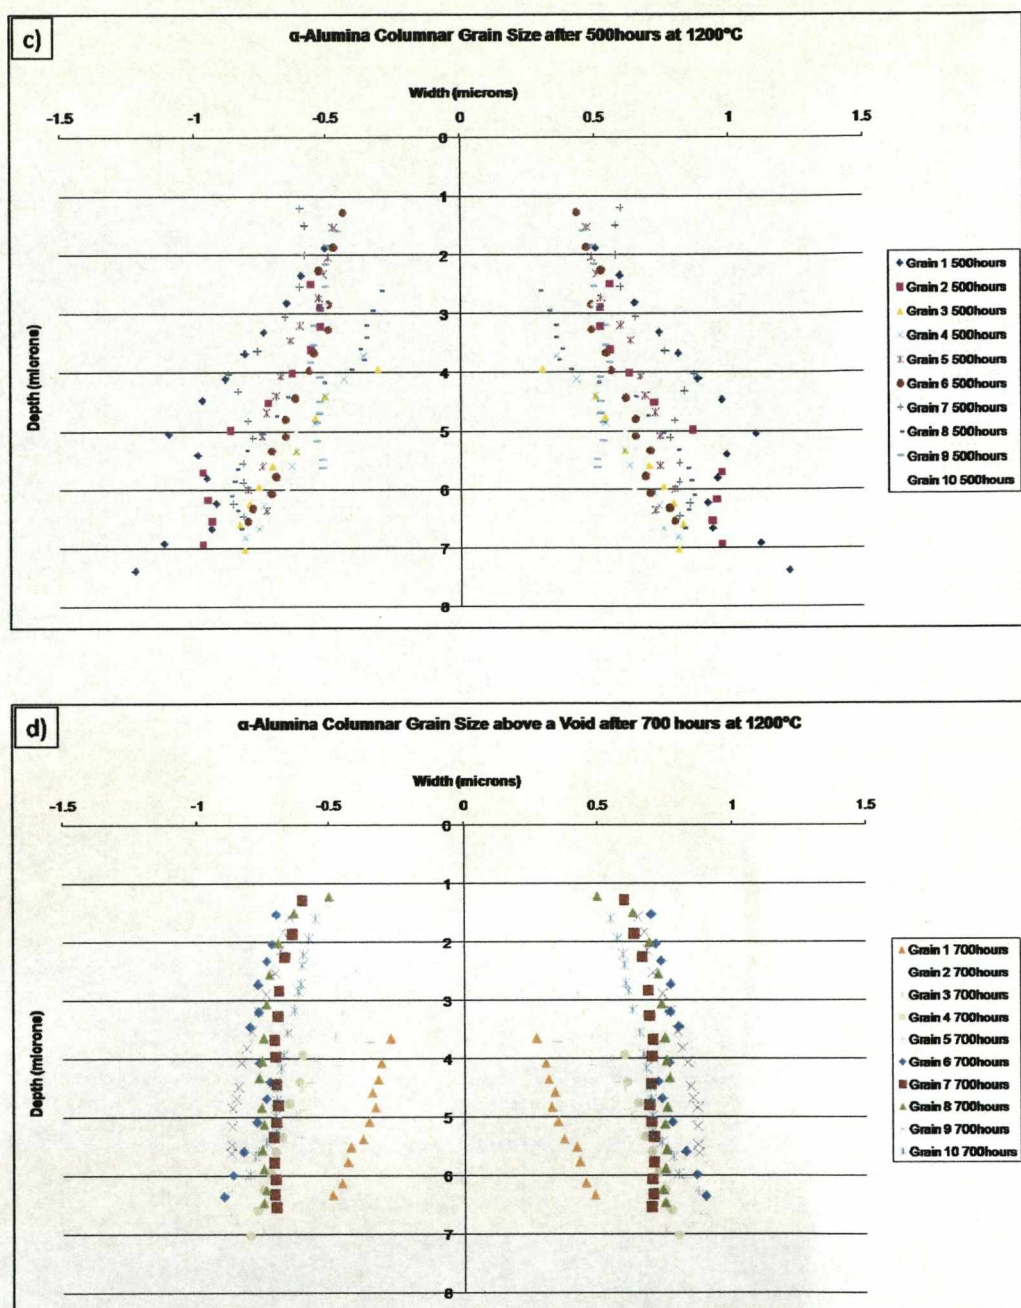 c)
α-Alumina Columnar Grain Size after 500hours at 1200°C
Width (microns)
-1.5 -1 -0.5 0 0.5 1 1.5
0
1
2
3
4
5
6
7
8
Depth (microns)
Grain 1 500hours
Grain 2 500hours
Grain 3 500hours
Grain 4 500hours
Grain 5 500hours
Grain 6 500hours
Grain 7 500hours
Grain 8 500hours
Grain 9 500hours
Grain 10 500hours
d)
α-Alumina Columnar Grain Size above a Void after 700 hours at 1200°C
Width (microns)
-1.5 -1 -0.5 0 0.5 1 1.5
0
1
2
3
4
5
6
7
8
Depth (microns)
Grain 1 700hours
Grain 2 700hours
Grain 3 700hours
Grain 4 700hours
Grain 5 700hours
Grain 6 700hours
Grain 7 700hours
Grain 8 700hours
Grain 9 700hours
Grain 10 700hours